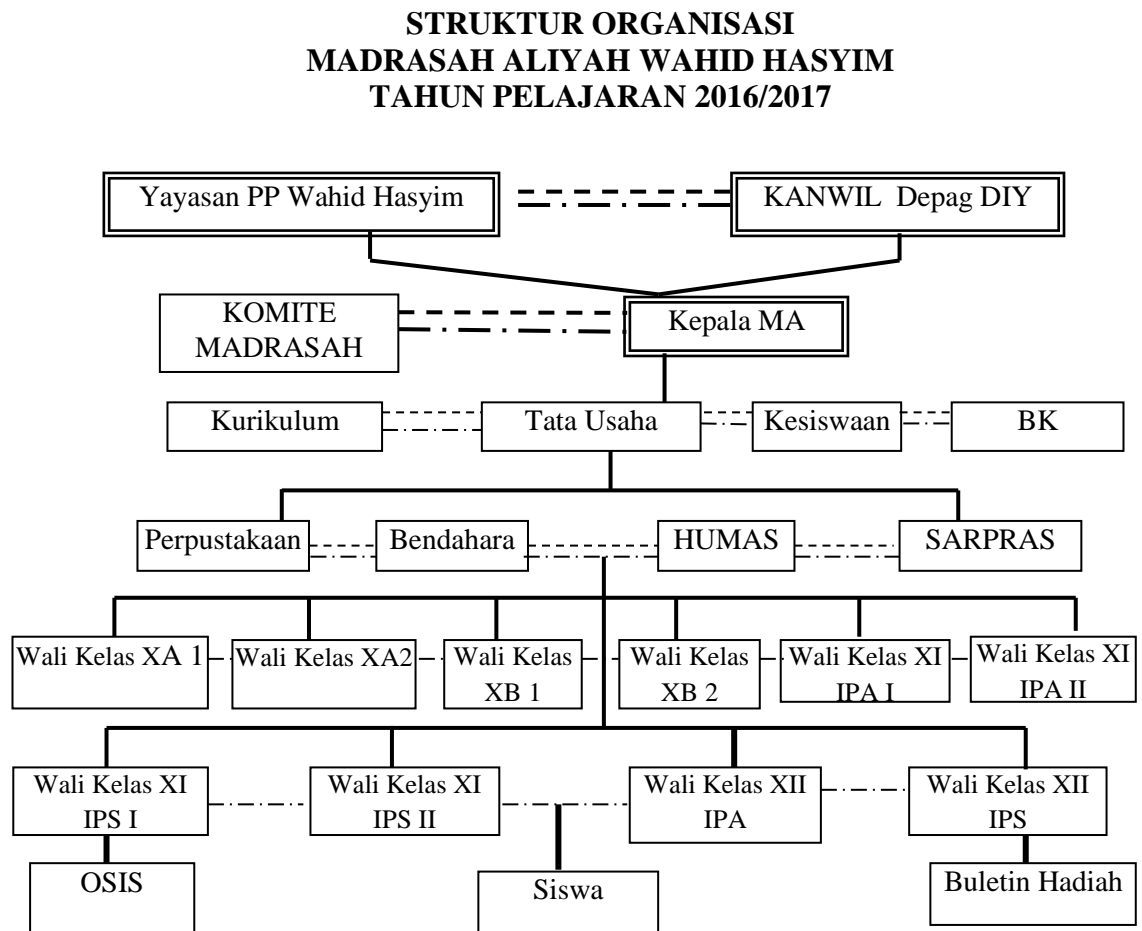 STRUKTUR ORGANISASI
MADRASAH ALIYAH WAHID HASYIM
TAHUN PELAJARAN 2016/2017
Yayasan PP Wahid Hasyim
KANWIL Depag DIY
KOMITE
MADRASAH
Kepala MA
Kurikulum
Tata Usaha
Kesiswaan
BK
Perpustakaan
Bendahara
HUMAS
SARPRAS
Wali Kelas XA 1
Wali Kelas XA2
Wali Kelas
XB 1
Wali Kelas
XB 2
Wali Kelas XI
IPA I
Wali Kelas XI
IPA II
Wali Kelas XI
IPS I
Wali Kelas XI
IPS II
Wali Kelas XII
IPA
Wali Kelas XII
IPS
OSIS
Siswa
Buletin Hadiah